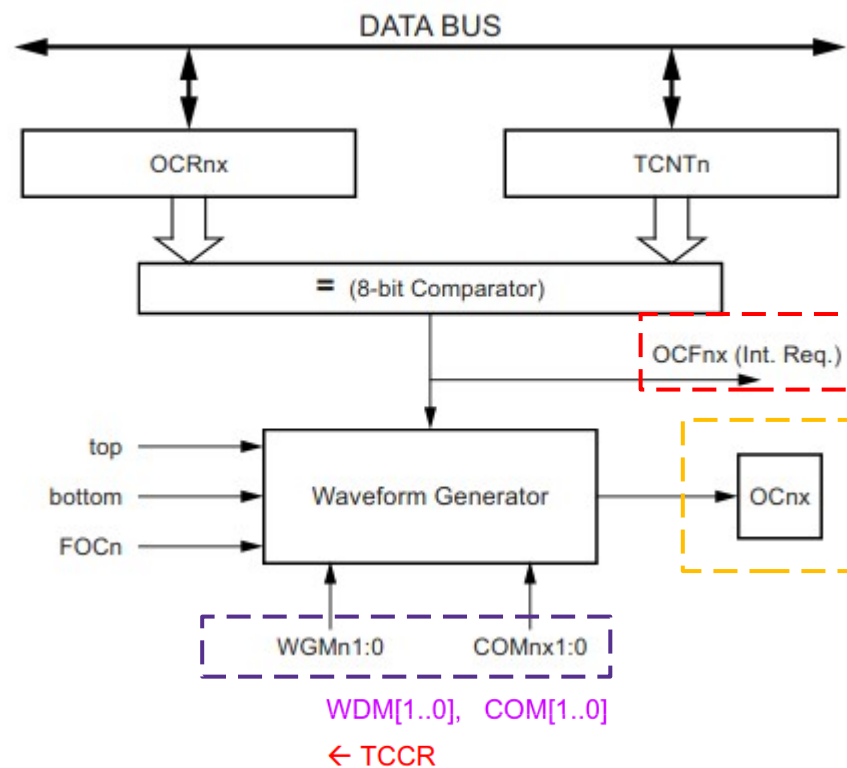 DATA BUS
OCRnx
TCNTn
= (8-bit Comparator)
OCFnx (Int. Req.)
top
bottom
FOCn
Waveform Generator
OCnx
WGMn1:0
COMnx1:0
WDM[1..0], COM[1..0]
← TCCR